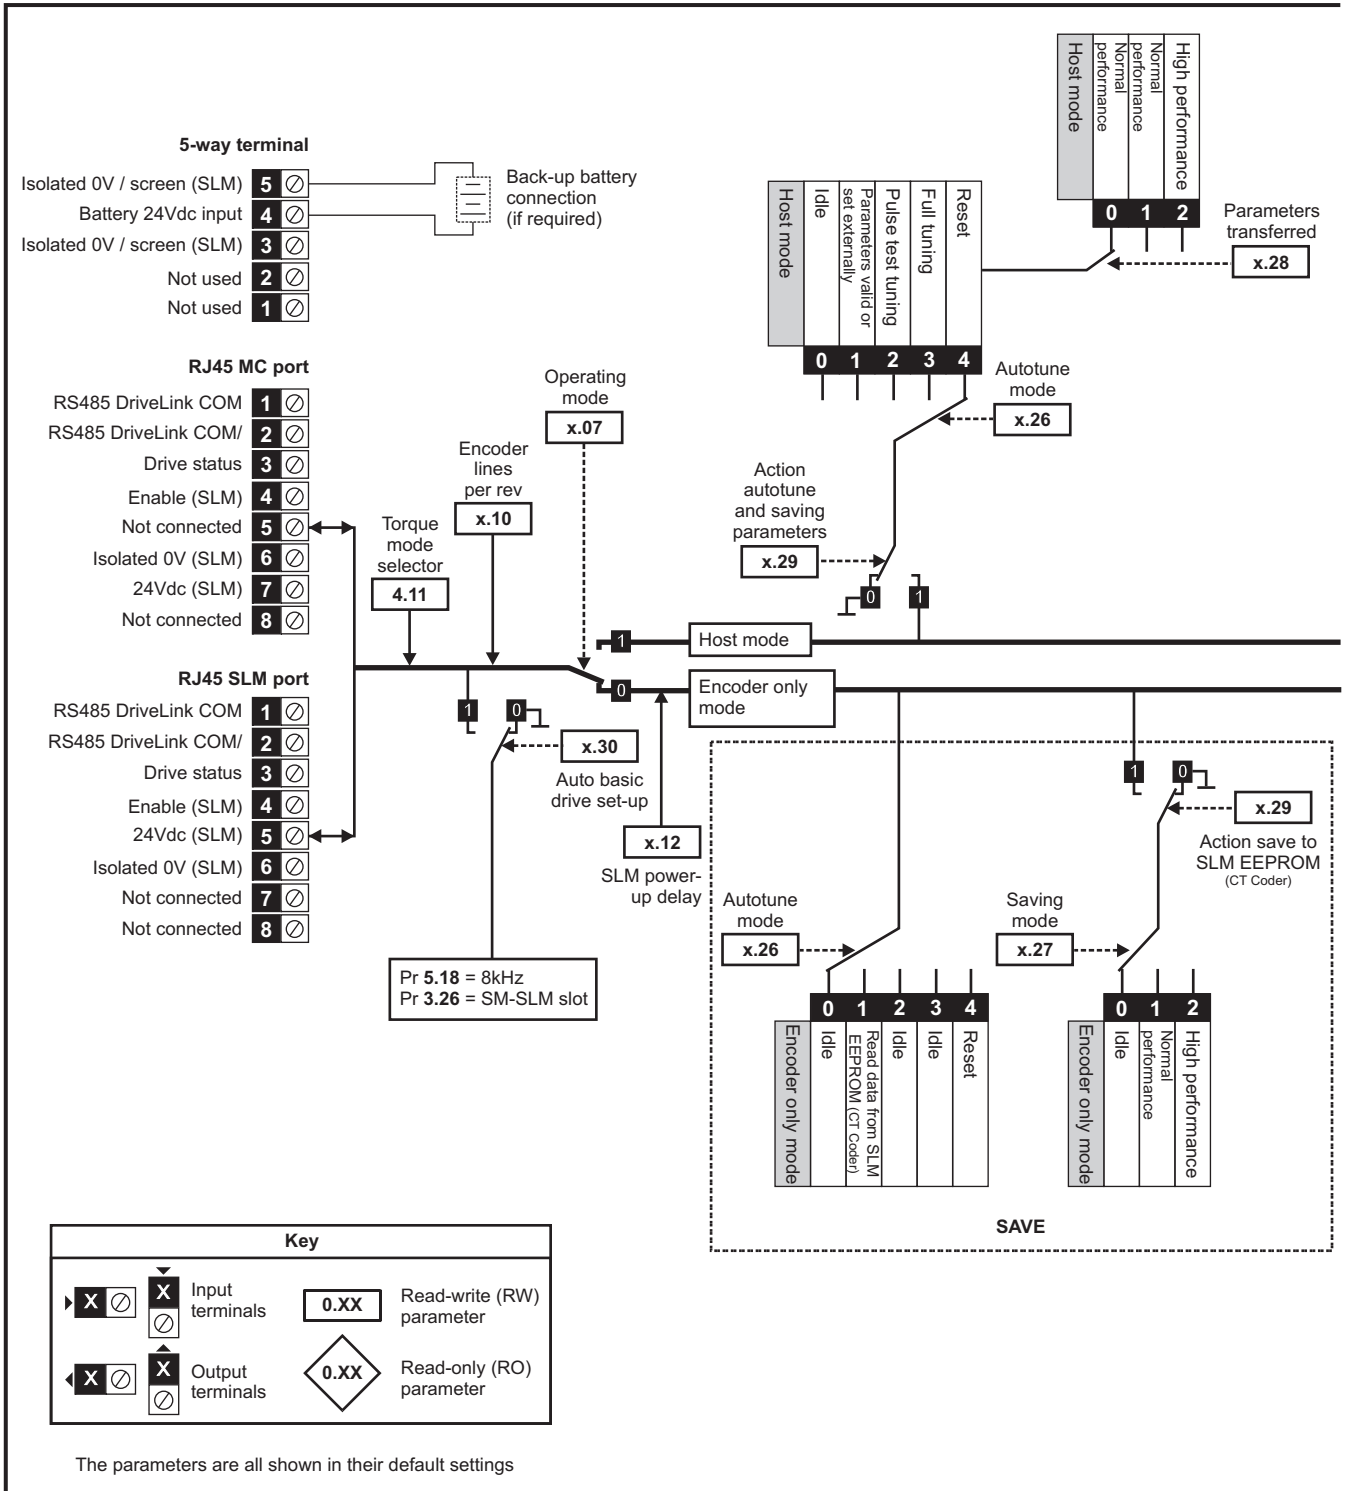 5-way terminal
Isolated 0V / screen (SLM) 5
Battery 24Vdc input 4
Isolated 0V / screen (SLM) 3
Not used 2
Not used 1
Back-up battery
connection
(if required)
RJ45 MC port
RS485 DriveLink COM 1
RS485 DriveLink COM/ 2
Drive status 3
Enable (SLM) 4
Not connected 5
Isolated 0V (SLM) 6
24Vdc (SLM) 7
Not connected 8
RJ45 SLM port
RS485 DriveLink COM 1
RS485 DriveLink COM/ 2
Drive status 3
Enable (SLM) 4
24Vdc (SLM) 5
Isolated 0V (SLM) 6
Not connected 7
Not connected 8
Torque
mode
selector
4.11
Encoder
lines
per rev
x.10
Operating
mode
x.07
1
0
1 0
x.30
Auto basic
drive set-up
Pr 5.18 = 8kHz
Pr 3.26 = SM-SLM slot
x.12
SLM power-
up delay
Host mode
Encoder only
mode
Host mode
Normal
performance
Normal
performance
High performance
0 1 2
Parameters
transferred
x.28
Host mode
Idle
Parameters valid or
set externally
Pulse test tuning
Full tuning
Reset
0 1 2 3 4
Autotune
mode
x.26
Action
autotune
and saving
parameters
x.29
0 1
1 0
x.29
Action save to
SLM EEPROM
(CT Coder)
Autotune
mode
x.26
0 1 2 3 4
Encoder only mode
Idle
Read data from SLM
EEPROM (CT Coder)
Idle
Idle
Reset
Saving
mode
x.27
0 1 2
Encoder only mode
Idle
Normal
performance
High performance
SAVE
Key
X
X
Input
terminals
0.XX
Read-write (RW)
parameter
X
X
Output
terminals
0.XX
Read-only (RO)
parameter
The parameters are all shown in their default settings